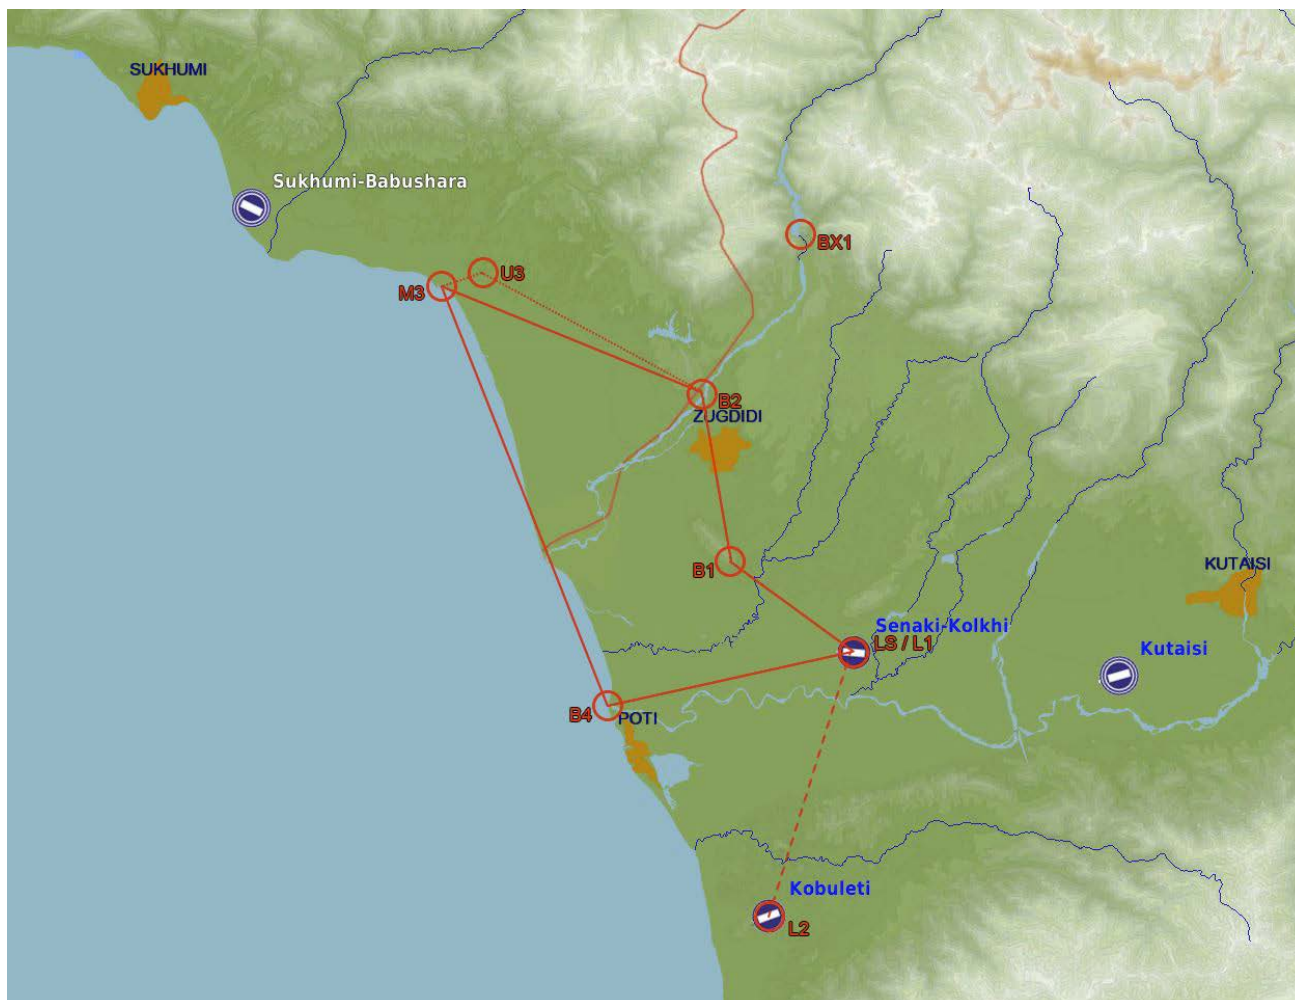 SUKHUMI
Sukhumi-Babushara
BX1
U3
M3
B2
ZUGDIDI
B1
KUTAISI
Senaki-Kolkhi
LS / L1
Kutaisi
B4
POTI
Kobuleti
L2